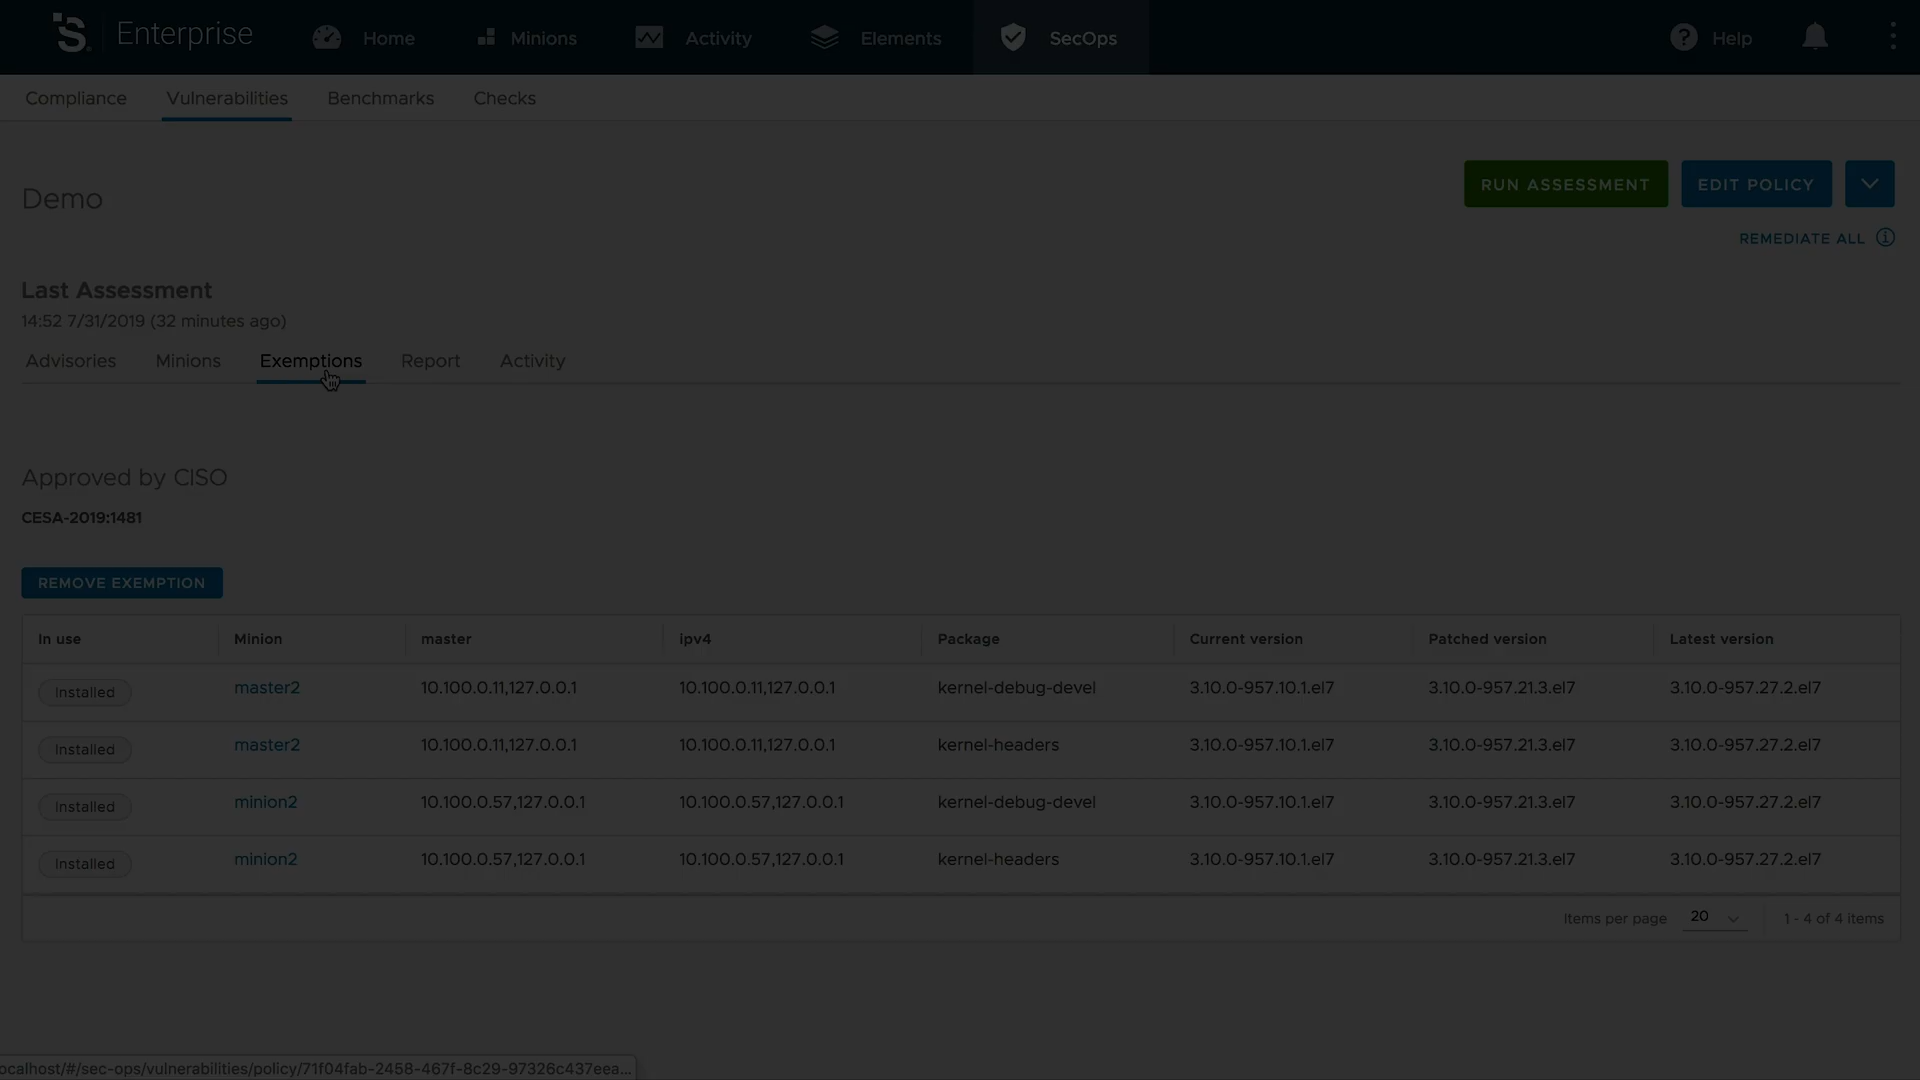 S. Enterprise Home Minions Activity Elements SecOps ? Help
Compliance Vulnerabilities Benchmarks Checks
Demo RUN ASSESSMENT EDIT POLICY
REMEDIATE ALL
Last Assessment
14:52 7/31/2019 (32 minutes ago)
Advisories Minions Exemptions Report Activity
Approved by CISO
CESA-2019:1481
REMOVE EXEMPTION
In use Minion master ipv4 Package Current version Patched version Latest version
Installed master2 10.100.0.11,127.0.0.1 10.100.0.11,127.0.0.1 kernel-debug-devel 3.10.0-957.10.1.el7 3.10.0-957.21.3.el7 3.10.0-957.27.2.el7
Installed master2 10.100.0.11,127.0.0.1 10.100.0.11,127.0.0.1 kernel-headers 3.10.0-957.10.1.el7 3.10.0-957.21.3.el7 3.10.0-957.27.2.el7
Installed minion2 10.100.0.57,127.0.0.1 10.100.0.57,127.0.0.1 kernel-debug-devel 3.10.0-957.10.1.el7 3.10.0-957.21.3.el7 3.10.0-957.27.2.el7
Installed minion2 10.100.0.57,127.0.0.1 10.100.0.57,127.0.0.1 kernel-headers 3.10.0-957.10.1.el7 3.10.0-957.21.3.el7 3.10.0-957.27.2.el7
Items per page 20 1 - 4 of 4 items
ocalhost/#/sec-ops/vulnerabilities/policy/71f04fab-2458-467f-8c29-97326c437eea...